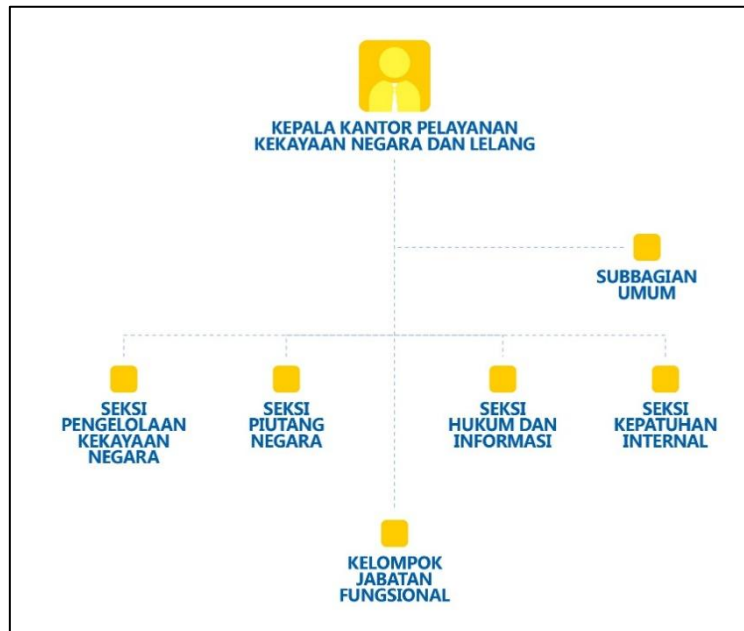 KEPALA KANTOR PELAYANAN
KEKAYAAN NEGARA DAN LELANG
SUBBAGIAN
UMUM
SEKSI
PENGELOLAAN
KEKAYAAN
NEGARA
SEKSI
PIUTANG
NEGARA
SEKSI
HUKUM DAN
INFORMASI
SEKSI
KEPATUHAN
INTERNAL
KELOMPOK
JABATAN
FUNGSIONAL